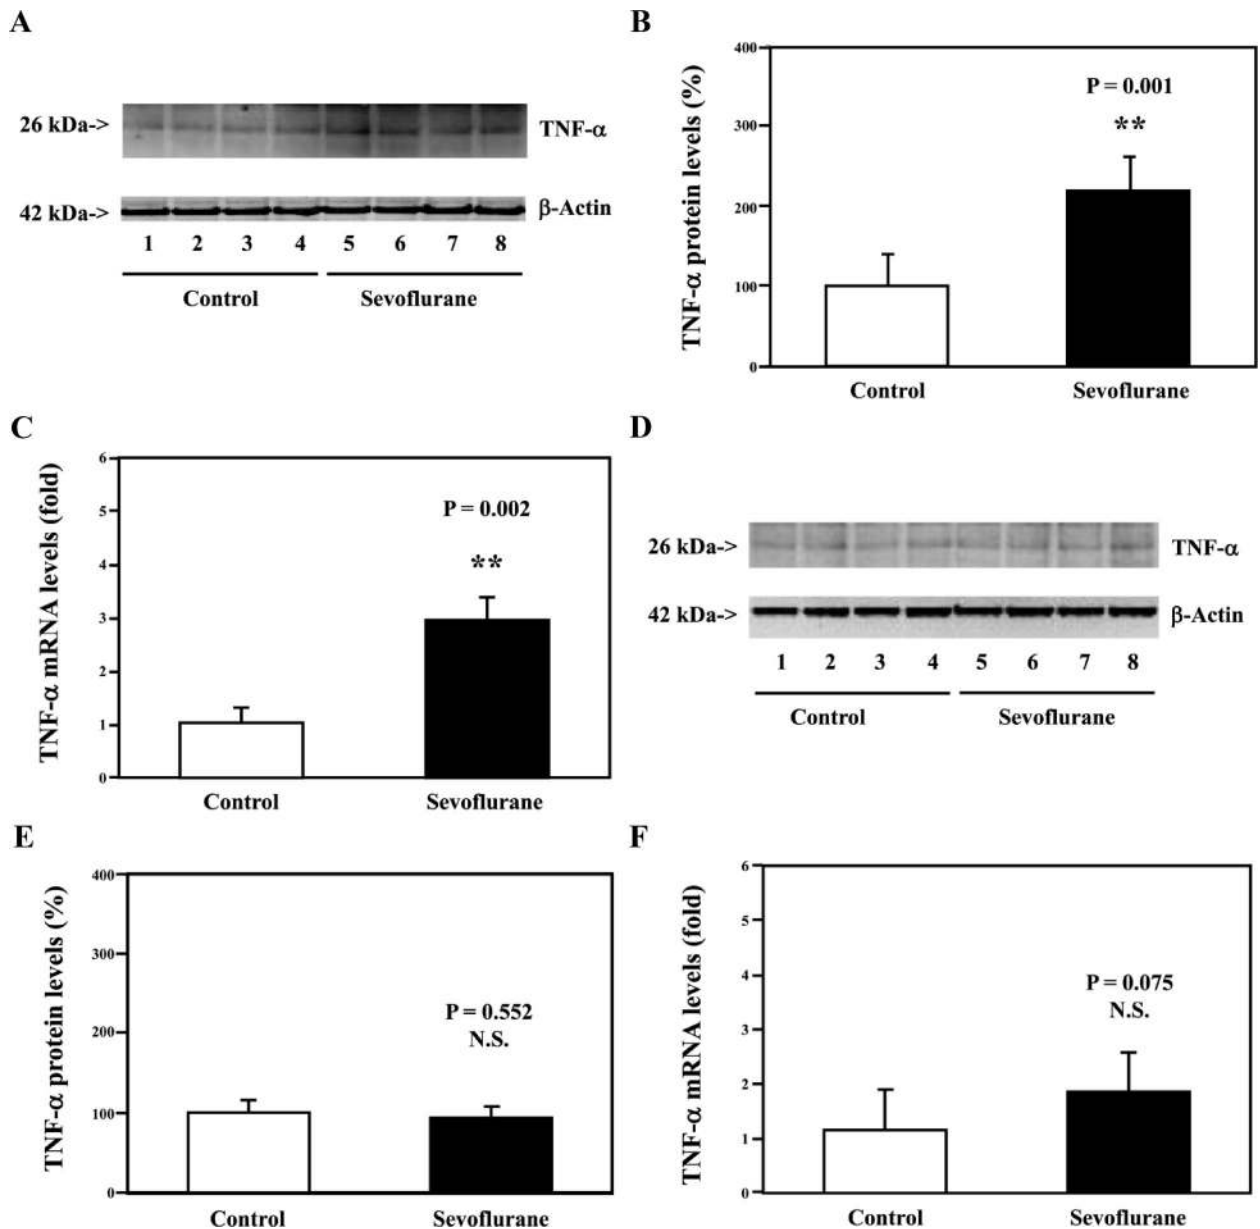 A
26 kDa->
TNF-α
42 kDa->
β-Actin
1 2 3 4 5 6 7 8
Control Sevoflurane
B
TNF-α protein levels (%)
400
300
200
100
0
P = 0.001
**
Control Sevoflurane
C
TNF-α mRNA levels (fold)
6
5
4
3
2
1
0
P = 0.002
**
Control Sevoflurane
D
26 kDa->
TNF-α
42 kDa->
β-Actin
1 2 3 4 5 6 7 8
Control Sevoflurane
E
TNF-α protein levels (%)
400
300
200
100
0
P = 0.552
N.S.
Control Sevoflurane
F
TNF-α mRNA levels (fold)
6
5
4
3
2
1
0
P = 0.075
N.S.
Control Sevoflurane